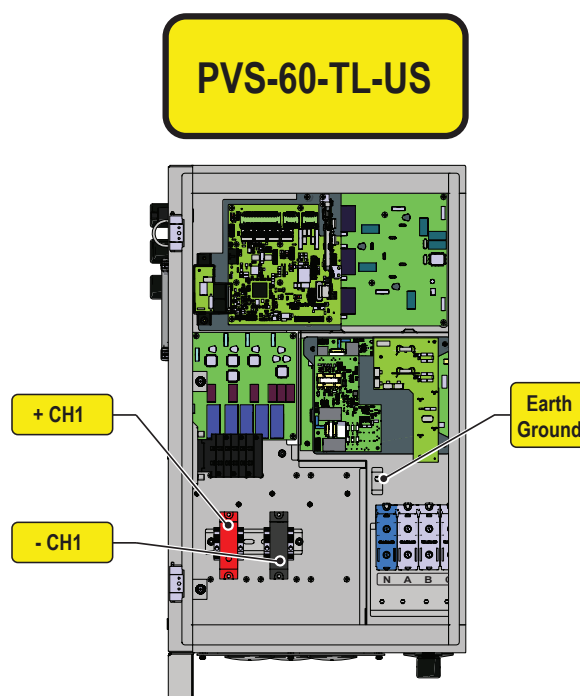 PVS-60-TL-US
+ CH1
Earth
Ground
- CH1
N A B